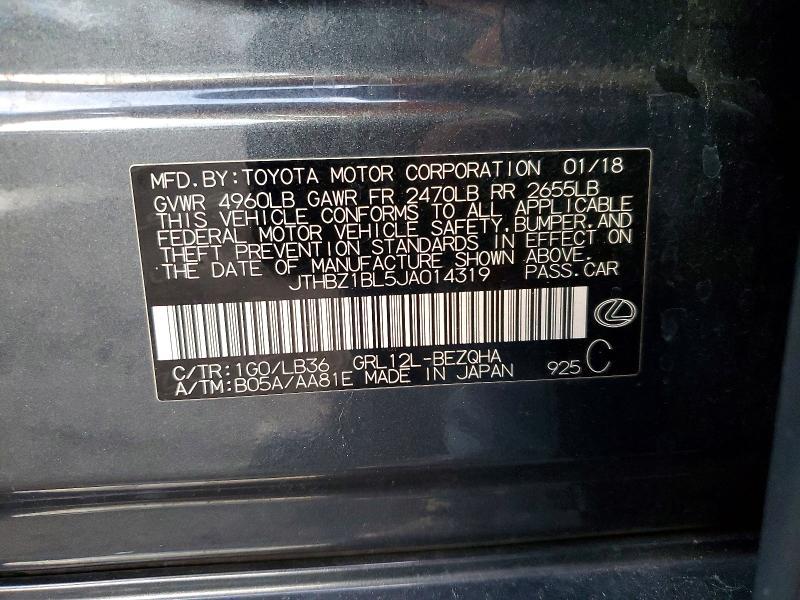 MFD.BY:TOYOTA MOTOR CORPORATION 01/18
GVWR 4960LB GAWR FR 2470LB RR 2655LB
THIS VEHICLE CONFORMS TO ALL APPLICABLE
FEDERAL MOTOR VEHICLE SAFETY,BUMPER,AND
THEFT PREVENTION STANDARDS IN EFFECT ON
THE DATE OF MANUFACTURE SHOWN ABOVE.
JTHBZ1BL5JA014319 PASS.CAR
C/TR:1G0/LB36 GRL12L-BEZQHA
A/TM:B05A/AA81E MADE IN JAPAN 925 C